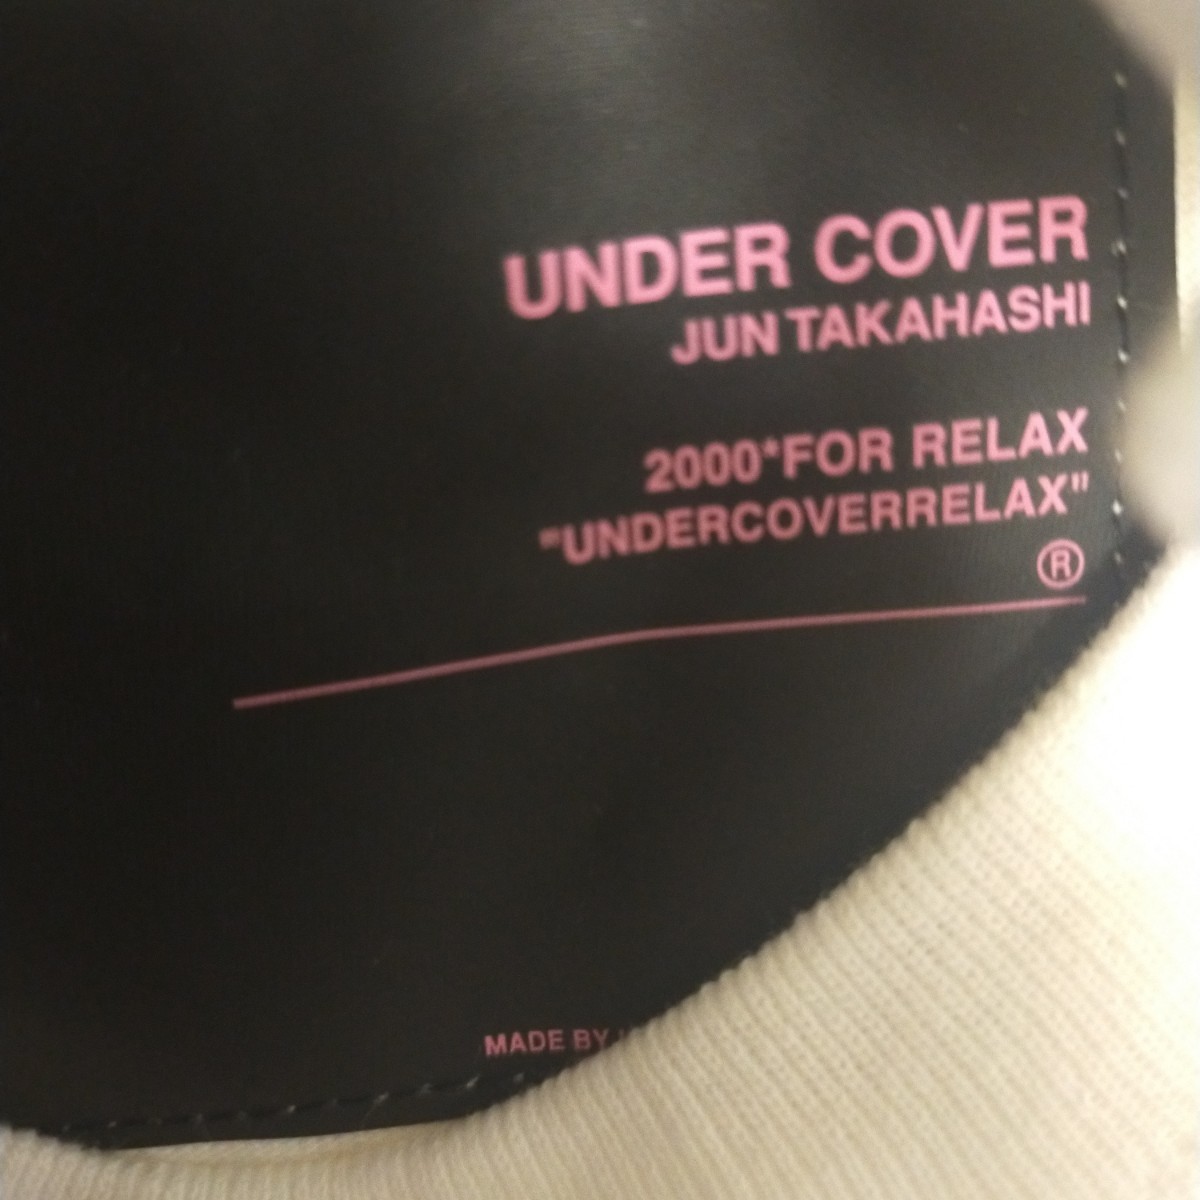 UNDER COVER
JUN TAKAHASHI
2000*FOR RELAX
"UNDERCOVERRELAX"
®
MADE BY